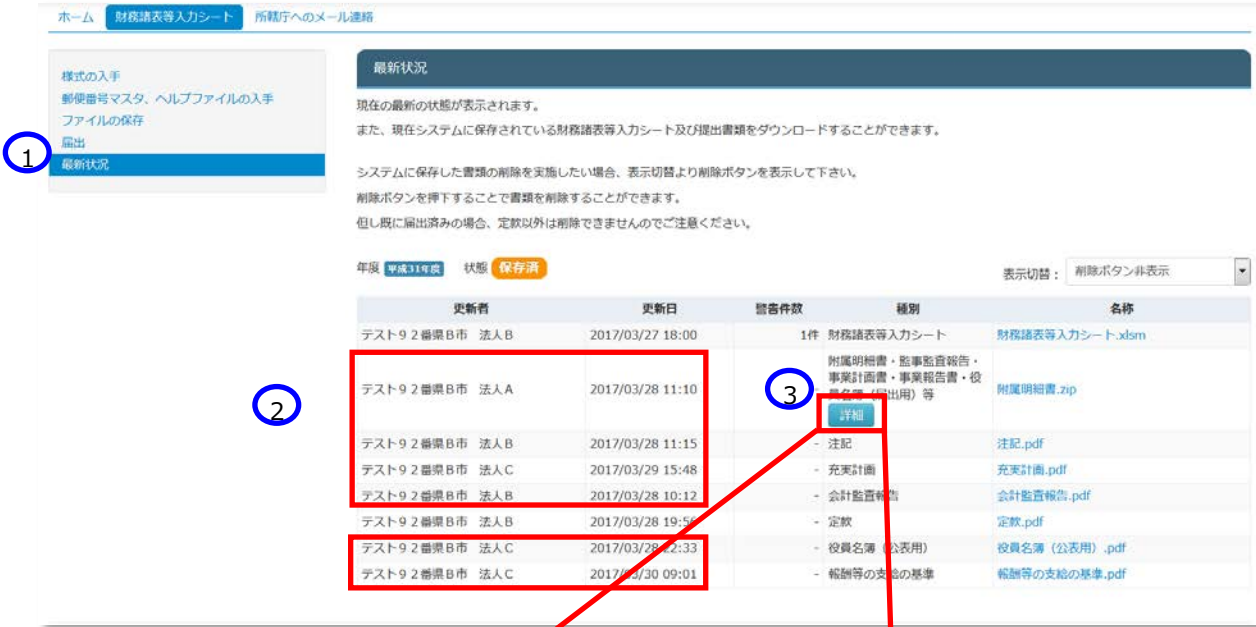 ホーム 財務諸表等入力シート 所轄庁へのメール連絡
様式の入手
郵便番号マスタ、ヘルプファイルの入手
ファイルの保存
届出
1
最新状況
最新状況
現在の最新の状態が表示されます。
また、現在システムに保存されている財務諸表等入力シート及び提出書類をダウンロードすることができます。
システムに保存した書類の削除を実施したい場合、表示切替より削除ボタンを表示して下さい。
削除ボタンを押下することで書類を削除することができます。
但し既に届出済みの場合、定款以外は削除できませんのでご注意ください。
年度 平成31年度 状態 保存済
表示切替： 削除ボタン非表示
更新者 更新日 警告件数 種別 名称
テスト９２番県Ｂ市 法人Ｂ 2017/03/27 18:00 1件 財務諸表等入力シート 財務諸表等入力シート.xlsm
2
テスト９２番県Ｂ市 法人Ａ 2017/03/28 11:10
3
附属明細書・監事監査報告・
事業計画書・事業報告書・役
員名簿（届出用）等
詳細
附属明細書.zip
テスト９２番県Ｂ市 法人Ｂ 2017/03/28 11:15 - 注記 注記.pdf
テスト９２番県Ｂ市 法人Ｃ 2017/03/29 15:48 - 充実計画 充実計画.pdf
テスト９２番県Ｂ市 法人Ｂ 2017/03/28 10:12 - 会計監査報告 会計監査報告.pdf
テスト９２番県Ｂ市 法人Ｂ 2017/03/28 19:56 - 定款 定款.pdf
テスト９２番県Ｂ市 法人Ｃ 2017/03/28 22:33 - 役員名簿（公表用） 役員名簿（公表用）.pdf
テスト９２番県Ｂ市 法人Ｃ 2017/03/30 09:01 - 報酬等の支給の基準 報酬等の支給の基準.pdf